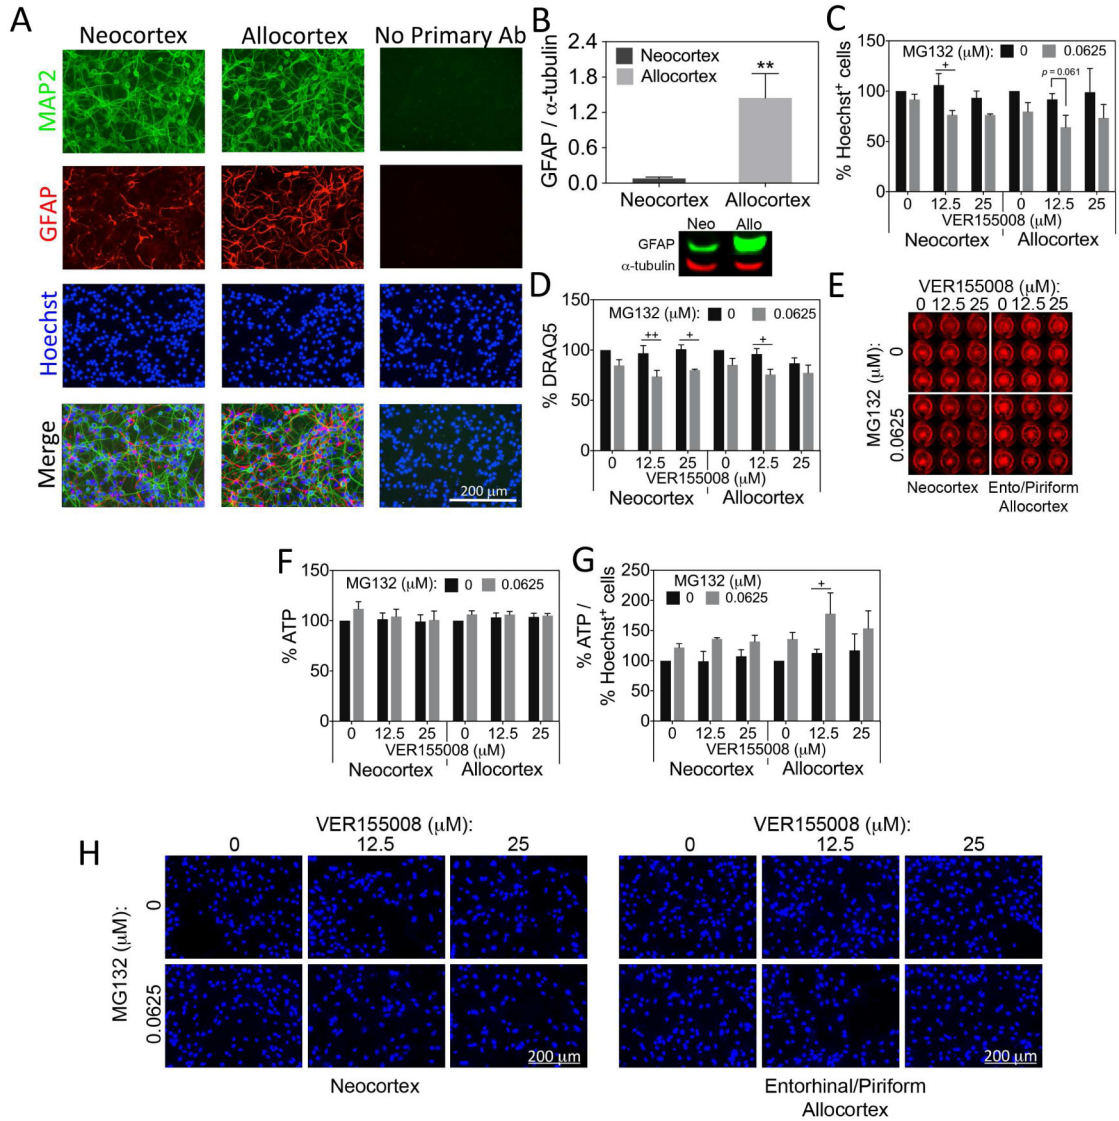 A
Neocortex Allocortex No Primary Ab
MAP2
GFAP
Hoechst
Merge
200 µm
B
GFAP / α-tubulin
2.4
1.8
1.2
0.6
0.0
Neocortex
Allocortex
**
Neocortex Allocortex
Neo Allo
GFAP
α-tubulin
C
% Hoechst+ cells
150
100
50
0
MG132 (µM): 0 0.0625
+
p = 0.061
0 12.5 25 0 12.5 25
VER155008 (µM)
Neocortex Allocortex
D
% DRAQ5
150
100
50
0
MG132 (µM): 0 0.0625
++ + +
0 12.5 25 0 12.5 25
VER155008 (µM)
Neocortex Allocortex
E
VER155008 (µM):
0 12.5 25 0 12.5 25
MG132 (µM):
0
0.0625
Neocortex Ento/Piriform
Allocortex
F
% ATP
150
100
50
0
MG132 (µM): 0 0.0625
0 12.5 25 0 12.5 25
VER155008 (µM)
Neocortex Allocortex
G
% ATP /
% Hoechst+ cells
250
200
150
100
50
0
MG132 (µM)
0 0.0625
+
0 12.5 25 0 12.5 25
VER155008 (µM)
Neocortex Allocortex
H
VER155008 (µM): VER155008 (µM):
0 12.5 25 0 12.5 25
MG132 (µM):
0
0.0625
200 µm 200 µm
Neocortex Entorhinal/Piriform
Allocortex